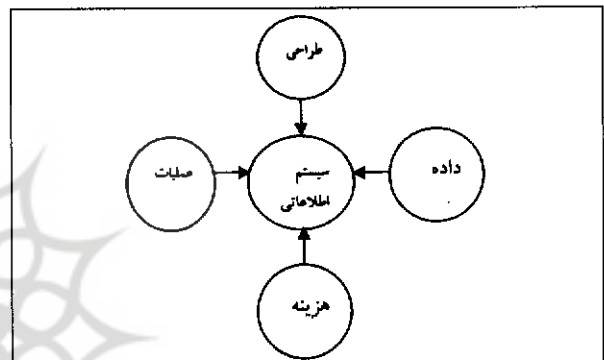 طراحی
داده
سیستم
اطلاعاتی
عملیات
هزینه